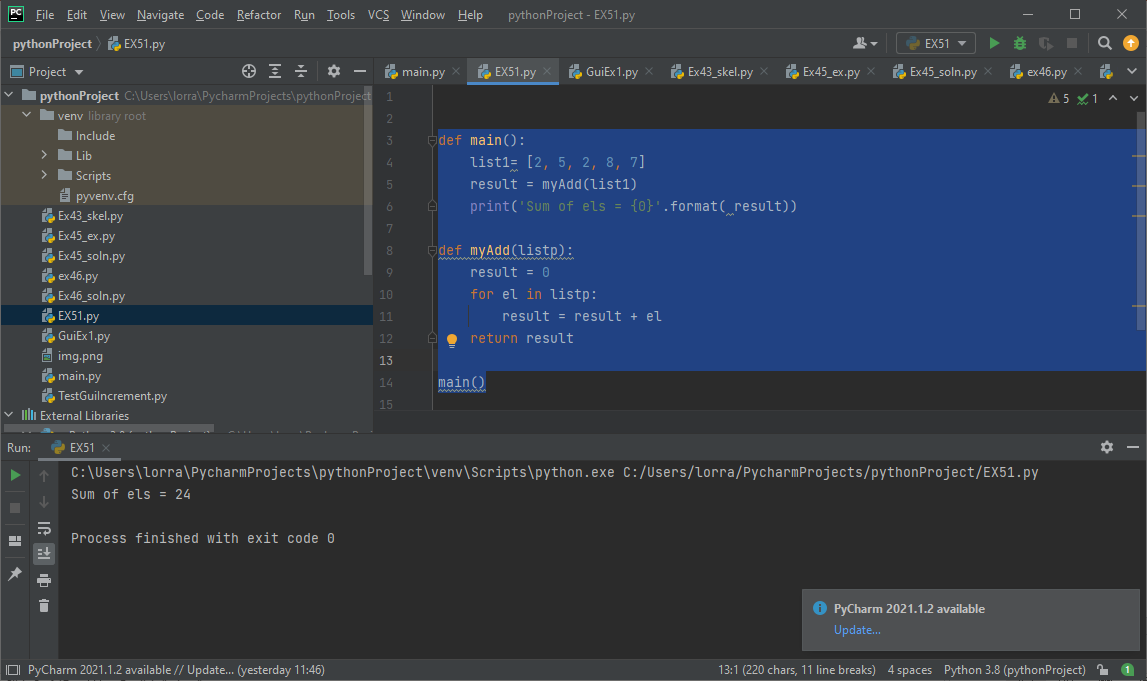 PC File Edit View Navigate Code Refactor Run Tools VCS Window Help pythonProject - EX51.py
pythonProject EX51.py EX51
Project main.py EX51.py GuiEx1.py Ex43_skel.py Ex45_ex.py Ex45_soln.py ex46.py
pythonProject C:\Users\lorra\PycharmProjects\pythonProject
venv library root
Include
Lib
Scripts
pyvenv.cfg
Ex43_skel.py
Ex45_ex.py
Ex45_soln.py
ex46.py
Ex46_soln.py
EX51.py
GuiEx1.py
img.png
main.py
TestGuiIncrement.py
External Libraries
5 1
1
2
3 def main():
4     list1= [2, 5, 2, 8, 7]
5     result = myAdd(list1)
6     print('Sum of els = {0}'.format( result))
7
8 def myAdd(listp):
9     result = 0
10     for el in listp:
11         result = result + el
12     return result
13
14 main()
15
Run: EX51
C:\Users\lorra\PycharmProjects\pythonProject\venv\Scripts\python.exe C:/Users/lorra/PycharmProjects/pythonProject/EX51.py
Sum of els = 24
Process finished with exit code 0
PyCharm 2021.1.2 available
Update...
PyCharm 2021.1.2 available // Update... (yesterday 11:46) 13:1 (220 chars, 11 line breaks) 4 spaces Python 3.8 (pythonProject) 1